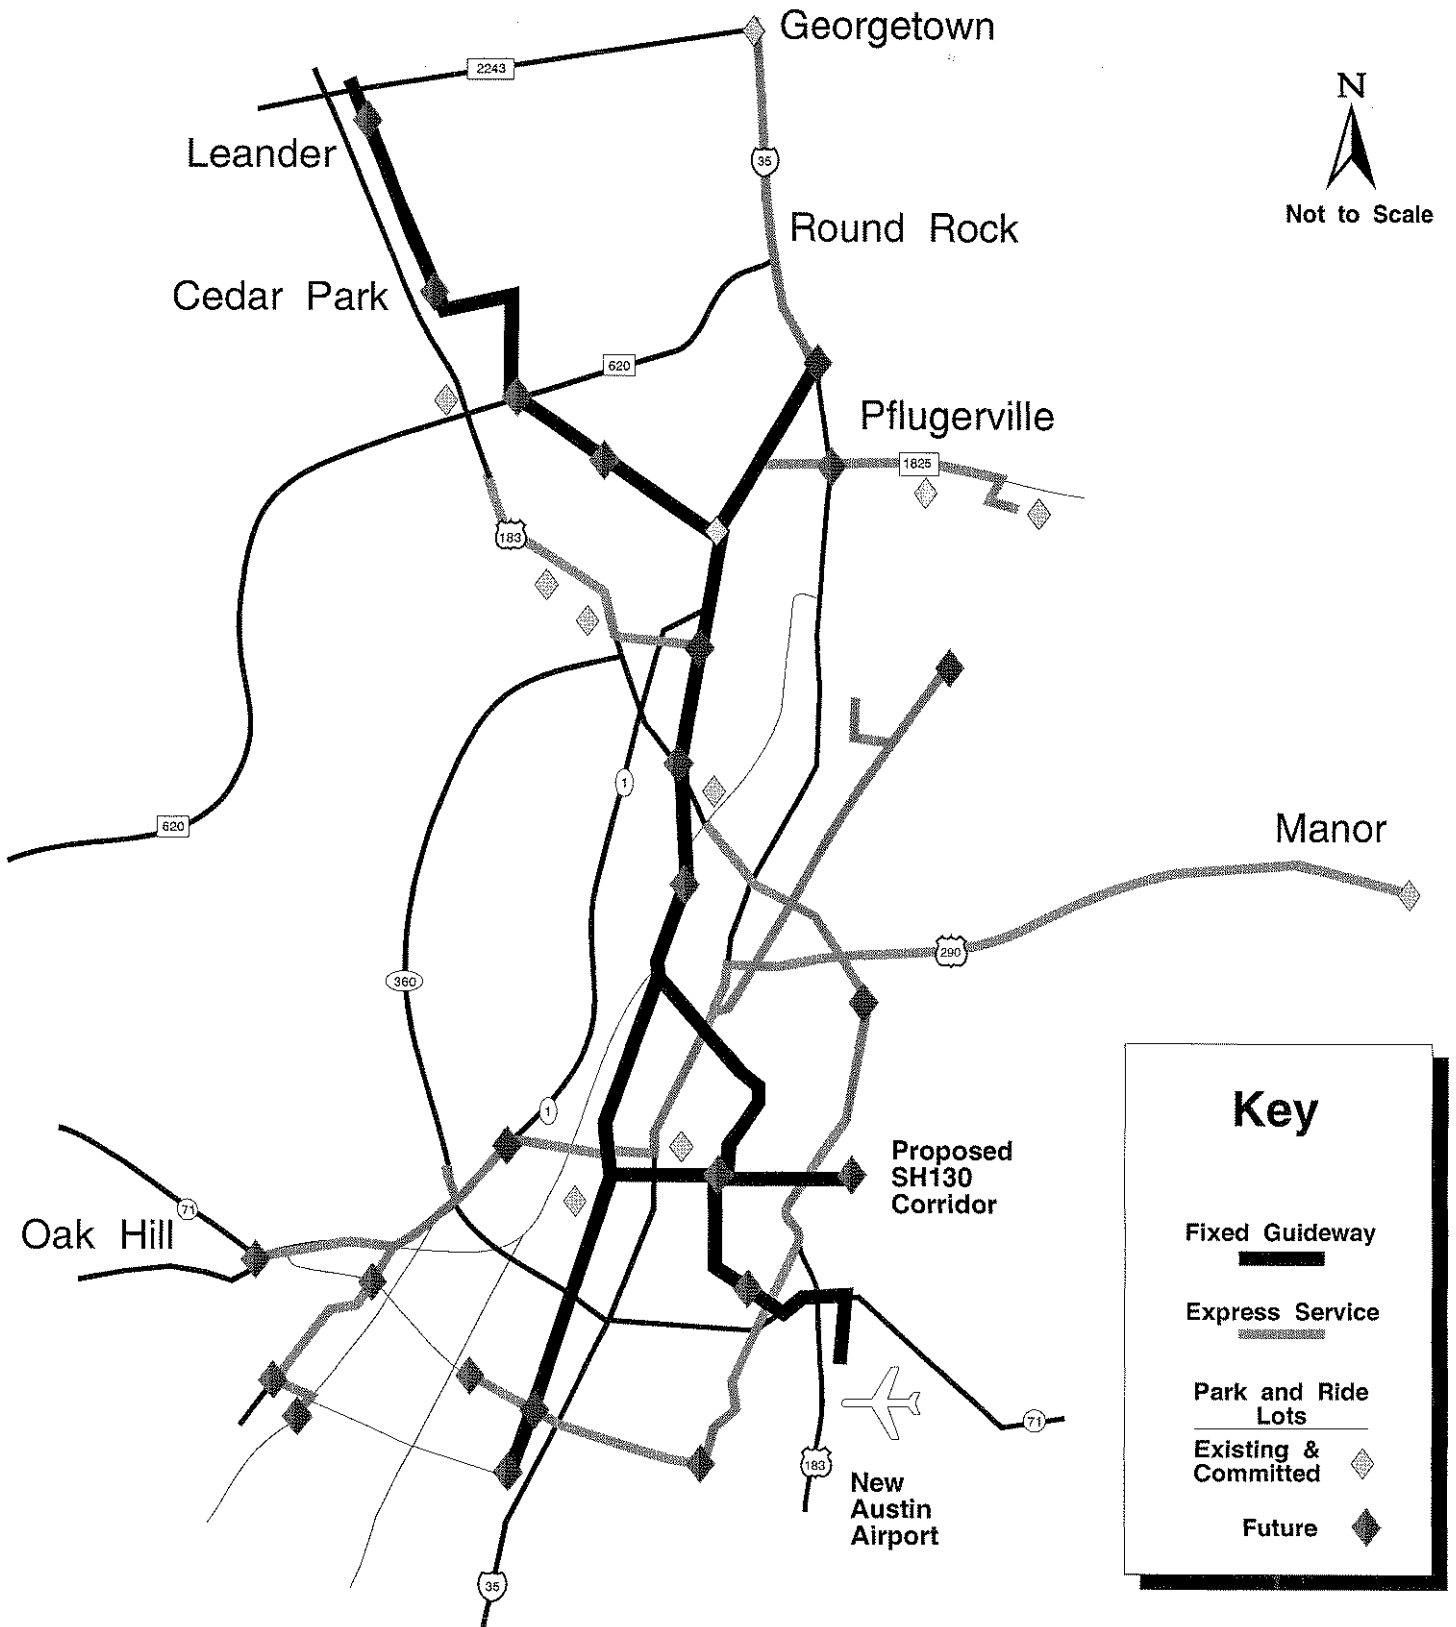 Georgetown
2243
N
Not to Scale
Leander
35
Round Rock
Cedar Park
620
Pflugerville
1825
183
1
620
Manor
290
360
Key
1
Proposed
SH130
Corridor
71
Oak Hill
Fixed Guideway
Express Service
Park and Ride
Lots
Existing &
Committed
Future
71
183
New
Austin
Airport
35